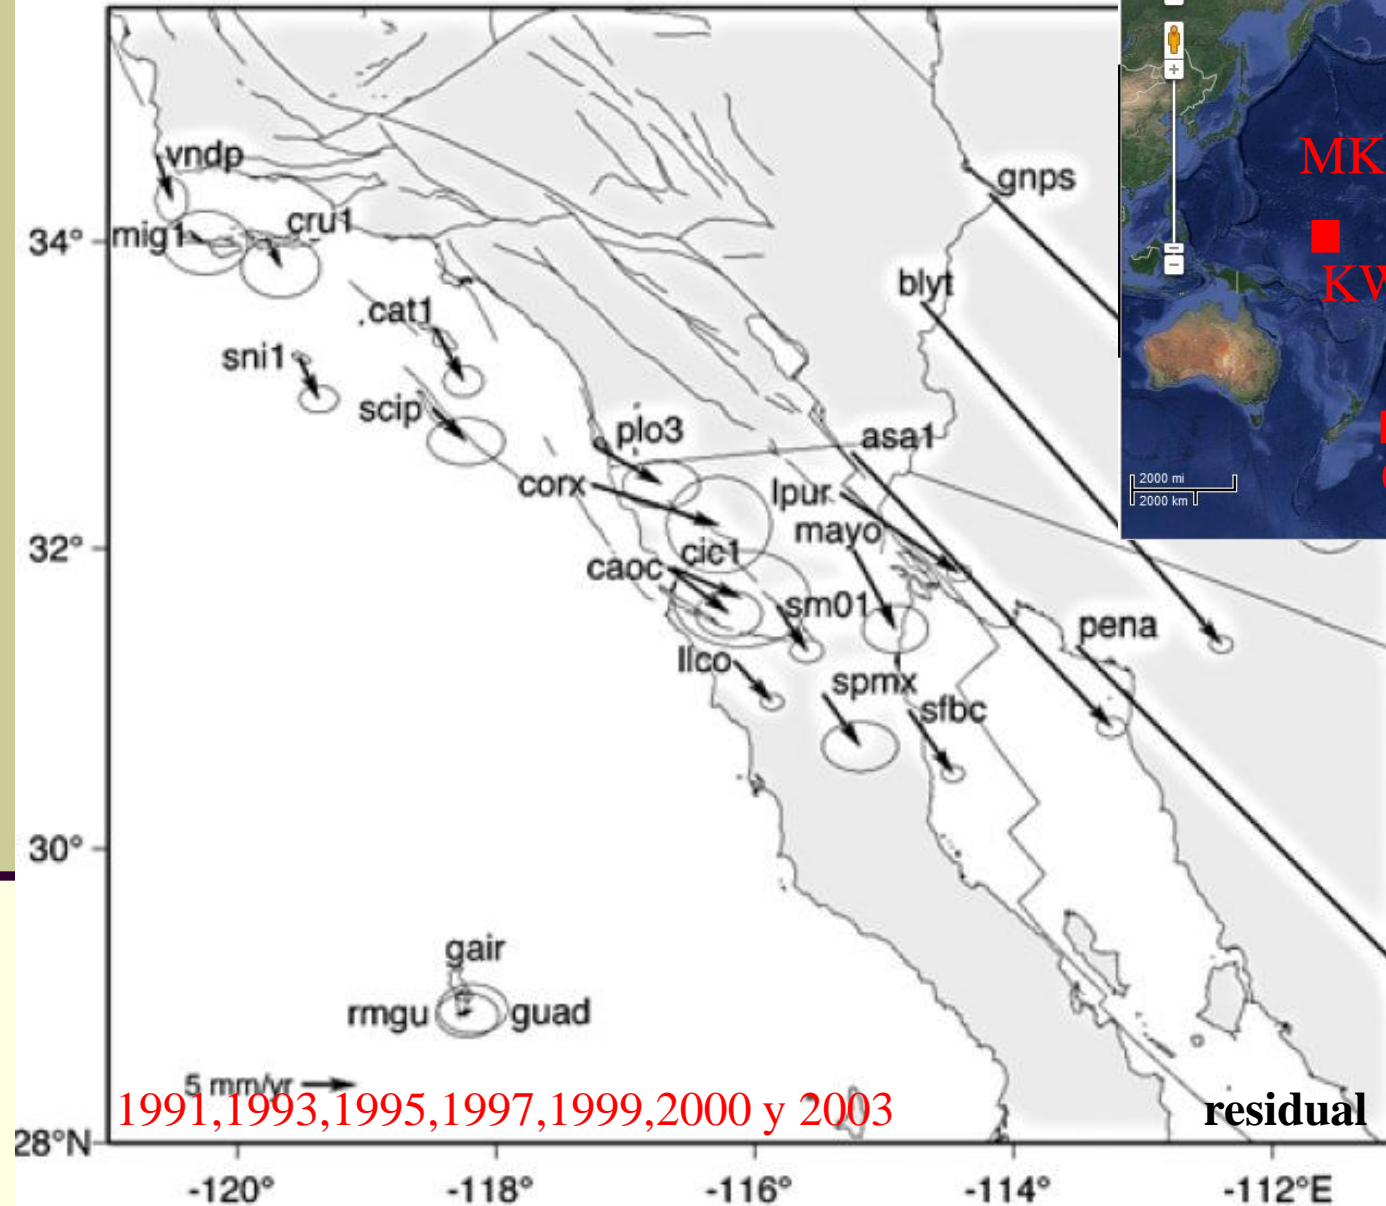 vndp
gnps
MK
34°
mig1
cru1
blyt
KW
cat1
sni1
scip
plo3
asa1
2000 mi
2000 km
corx
lpur
mayo
32°
cic1
caoc
sm01
pena
llco
spmx
sfbc
30°
gair
rmgu
guad
5 mm/yr
1991,1993,1995,1997,1999,2000 y 2003
residual
28°N
-120°
-118°
-116°
-114°
-112°E